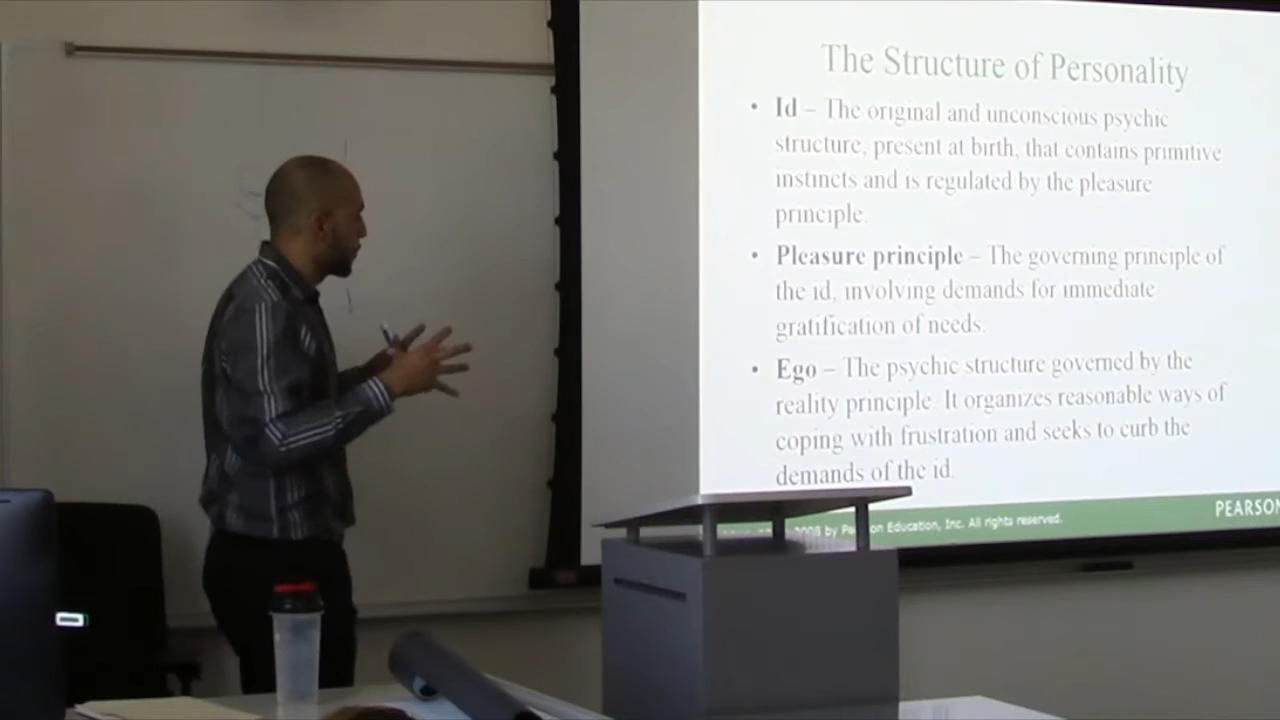 The Structure of Personality
• Id – The original and unconscious psychic
structure, present at birth, that contains primitive
instincts and is regulated by the pleasure
principle.
• Pleasure principle – The governing principle of
the id, involving demands for immediate
gratification of needs.
• Ego – The psychic structure governed by the
reality principle. It organizes reasonable ways of
coping with frustration and seeks to curb the
demands of the id.
2008 by Education, Inc. All rights reserved.
PEARSON